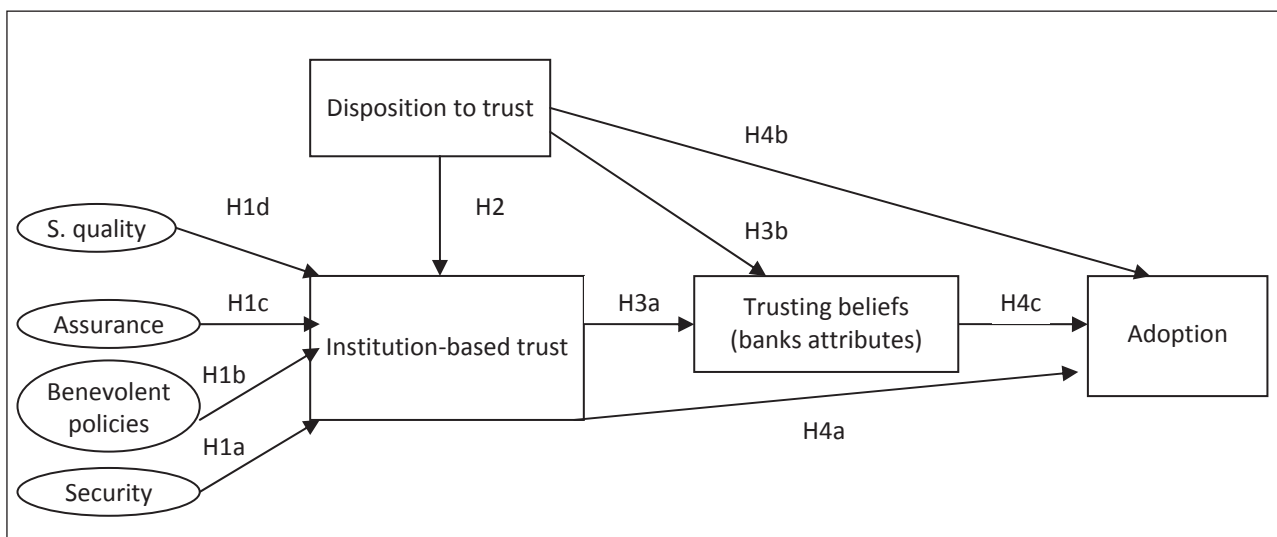 Disposition to trust
H4b
H1d
H2
S. quality
H3b
H1c
H3a
Trusting beliefs
(banks attributes)
H4c
Assurance
Institution-based trust
Adoption
H1b
Benevolent
policies
H4a
H1a
Security